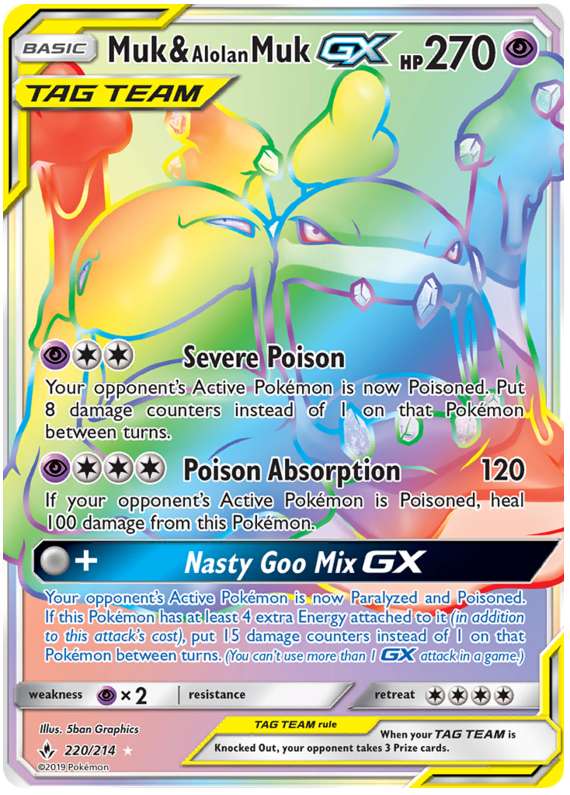 BASIC Muk & Alolan Muk GX HP 270
TAG TEAM
Severe Poison
Your opponent's Active Pokémon is now Poisoned. Put
8 damage counters instead of 1 on that Pokémon
between turns.
Poison Absorption 120
If your opponent's Active Pokémon is Poisoned, heal
100 damage from this Pokémon.
+ Nasty Goo Mix GX
Your opponent's Active Pokémon is now Paralyzed and Poisoned.
If this Pokémon has at least 4 extra Energy attached to it (in addition
to this attack's cost), put 15 damage counters instead of 1 on that
Pokémon between turns. (You can't use more than 1 GX attack in a game.)
weakness ×2 resistance retreat
Illus. 5ban Graphics
220/214
©2019 Pokémon
TAG TEAM rule
When your TAG TEAM is
Knocked Out, your opponent takes 3 Prize cards.